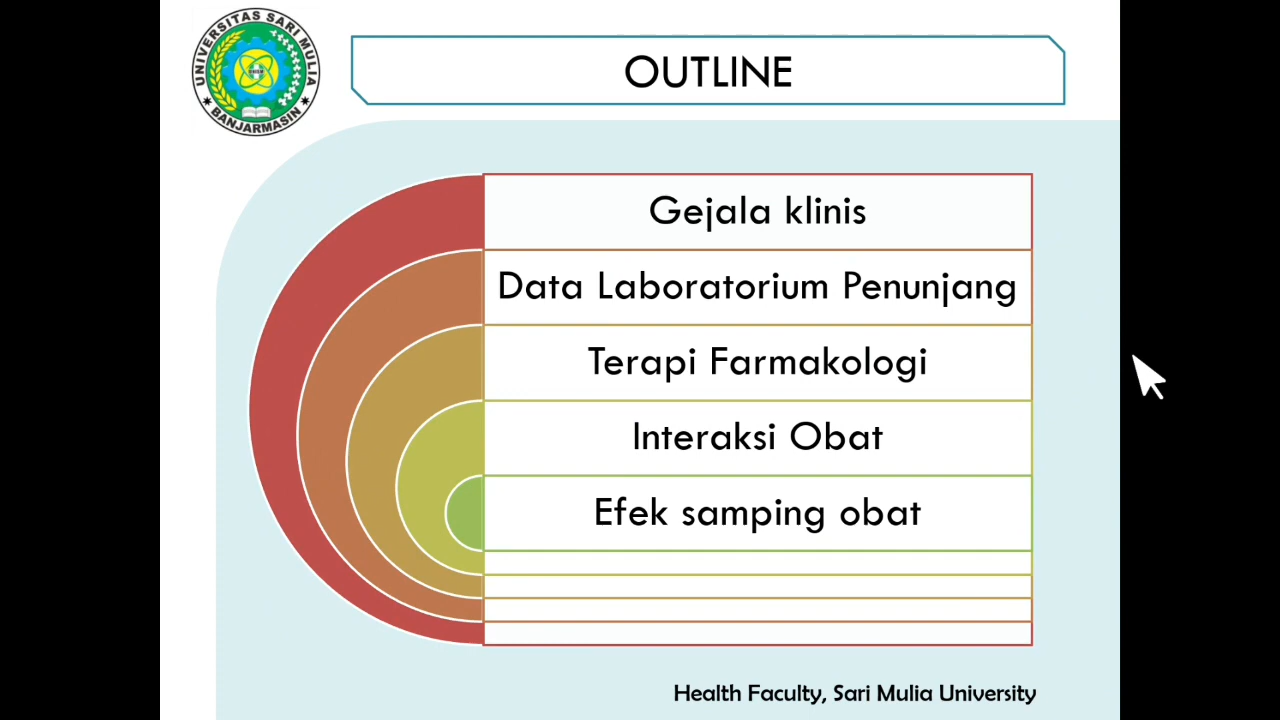 UNIVERSITAS SARI MULIA
BANJARMASIN
OUTLINE
Gejala klinis
Data Laboratorium Penunjang
Terapi Farmakologi
Interaksi Obat
Efek samping obat
Health Faculty, Sari Mulia University